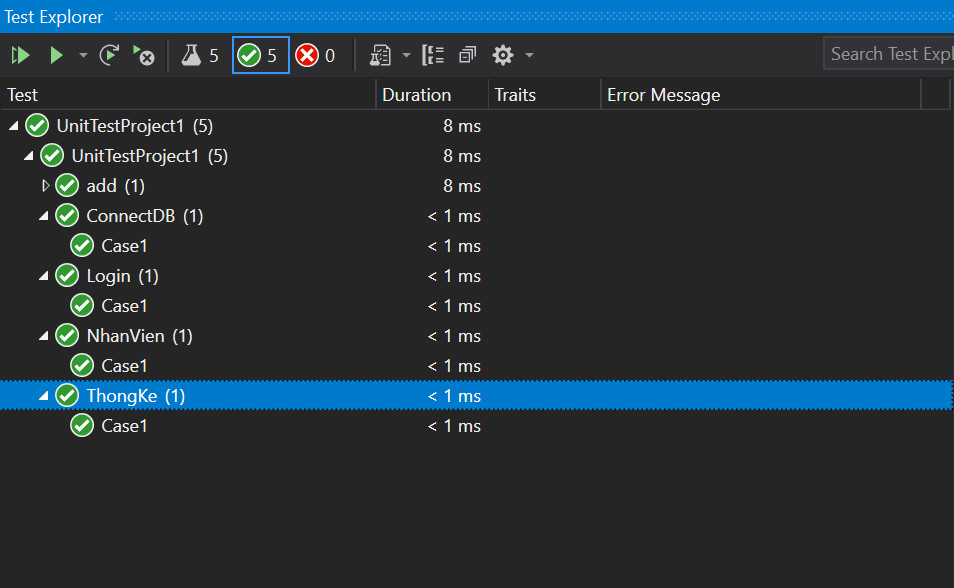 Test Explorer
5 5 0 Search Test Expl
Test Duration Traits Error Message
UnitTestProject1 (5) 8 ms
UnitTestProject1 (5) 8 ms
add (1) 8 ms
ConnectDB (1) < 1 ms
Case1 < 1 ms
Login (1) < 1 ms
Case1 < 1 ms
NhanVien (1) < 1 ms
Case1 < 1 ms
ThongKe (1) < 1 ms
Case1 < 1 ms